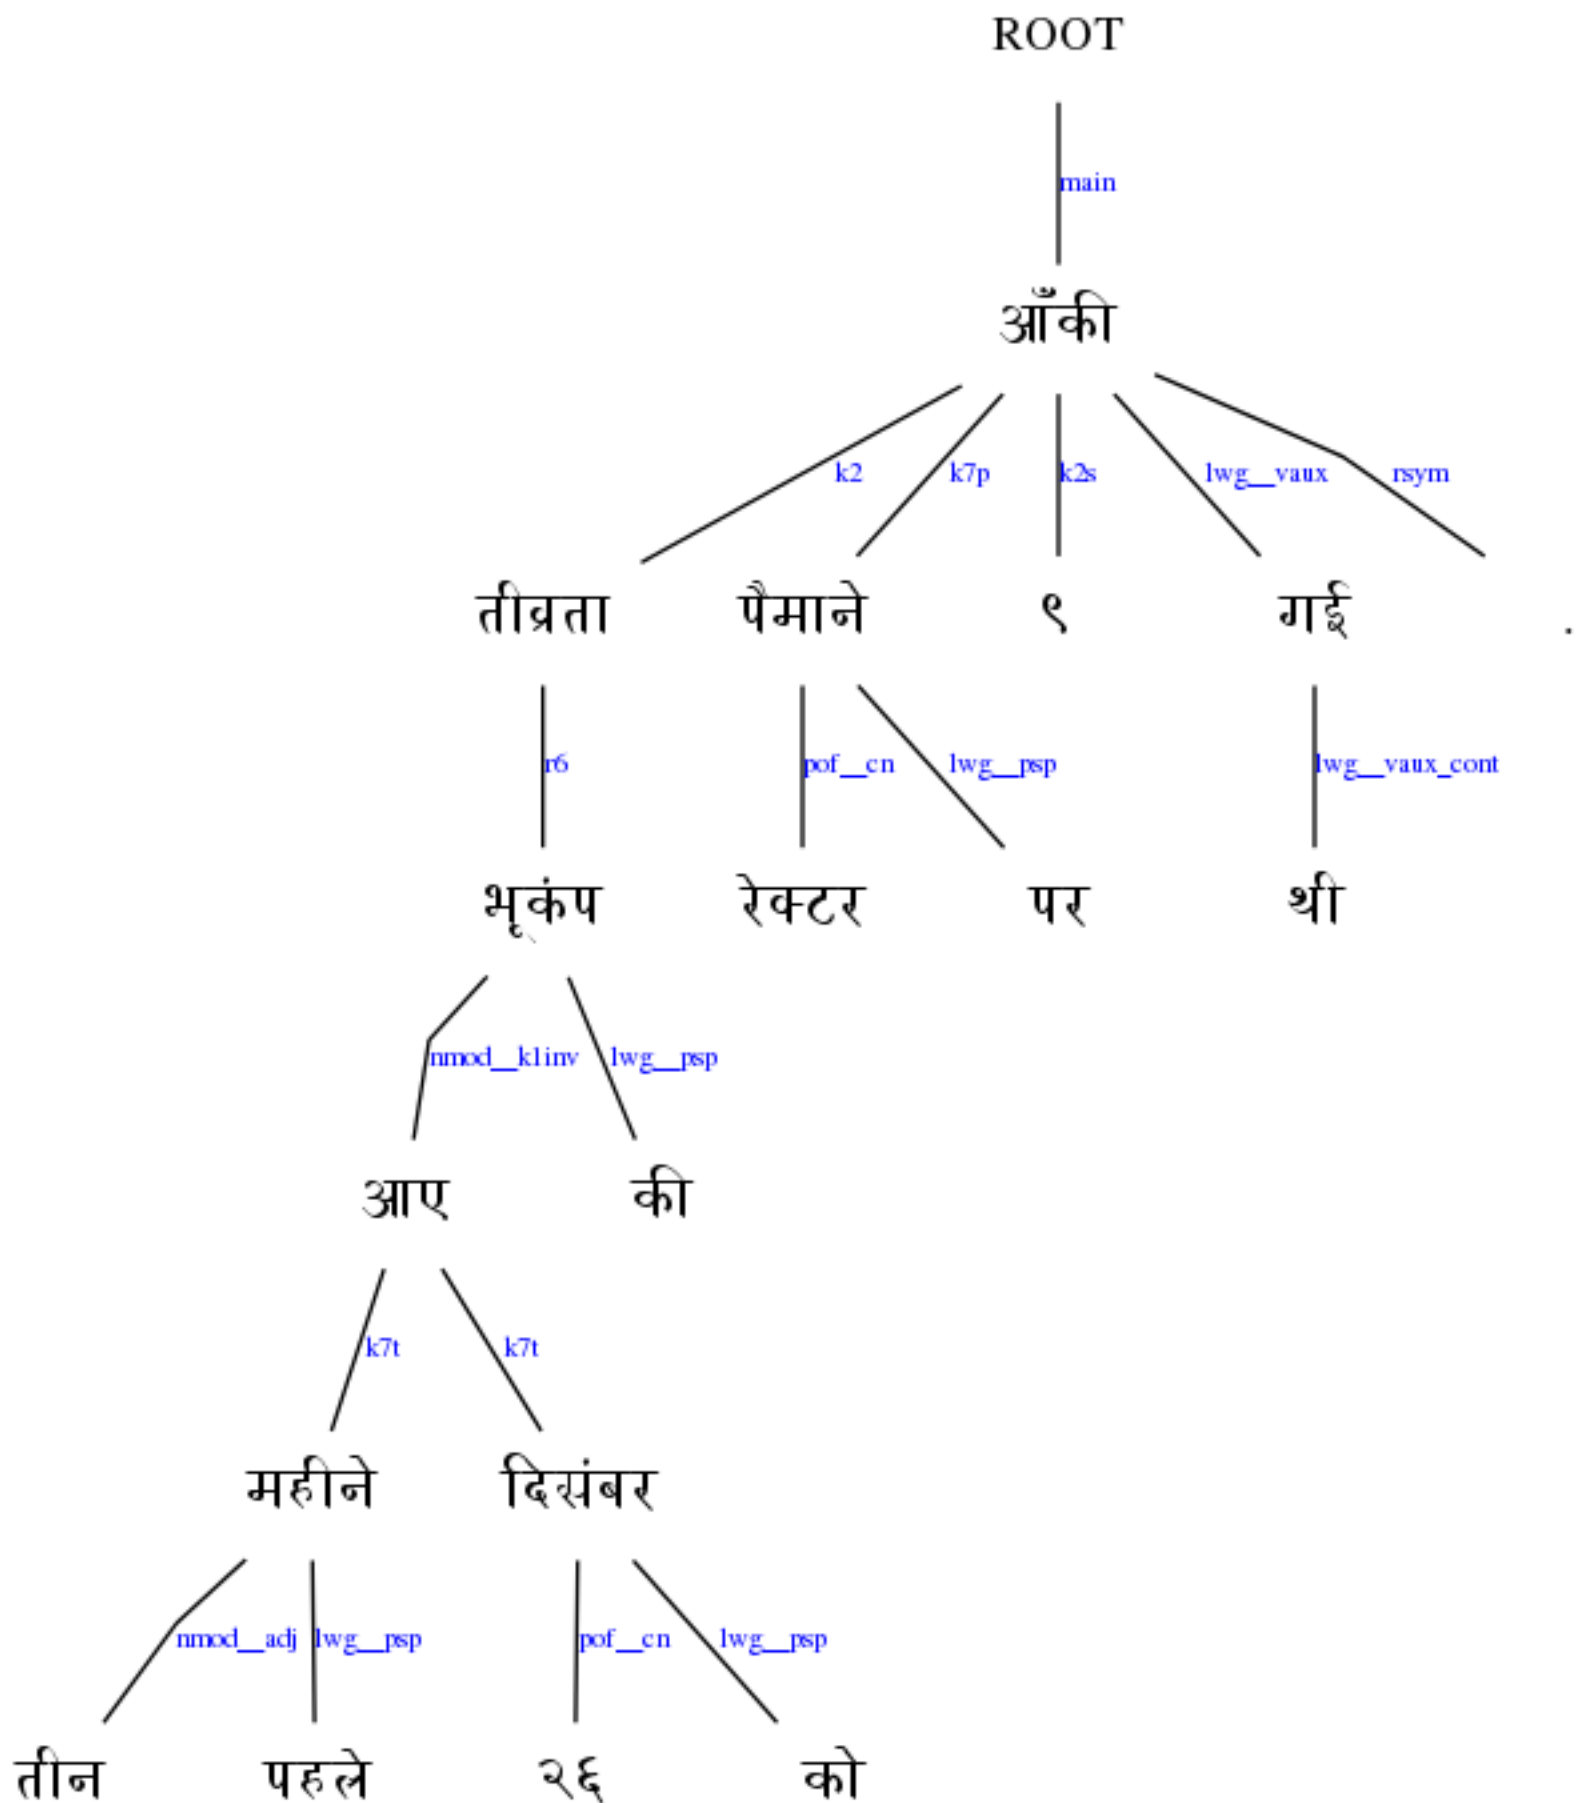 ROOT
main
आँकी
k2 k7p k2s lwg__vaux rsym
तीव्रता पैमाने ९ गई .
r6 pof__cn lwg__psp lwg__vaux_cont
भूकंप रेक्टर पर थी
nmod__k1inv lwg__psp
आए की
k7t k7t
महीने दिसंबर
nmod__adj lwg__psp pof__cn lwg__psp
तीन पहले २६ को